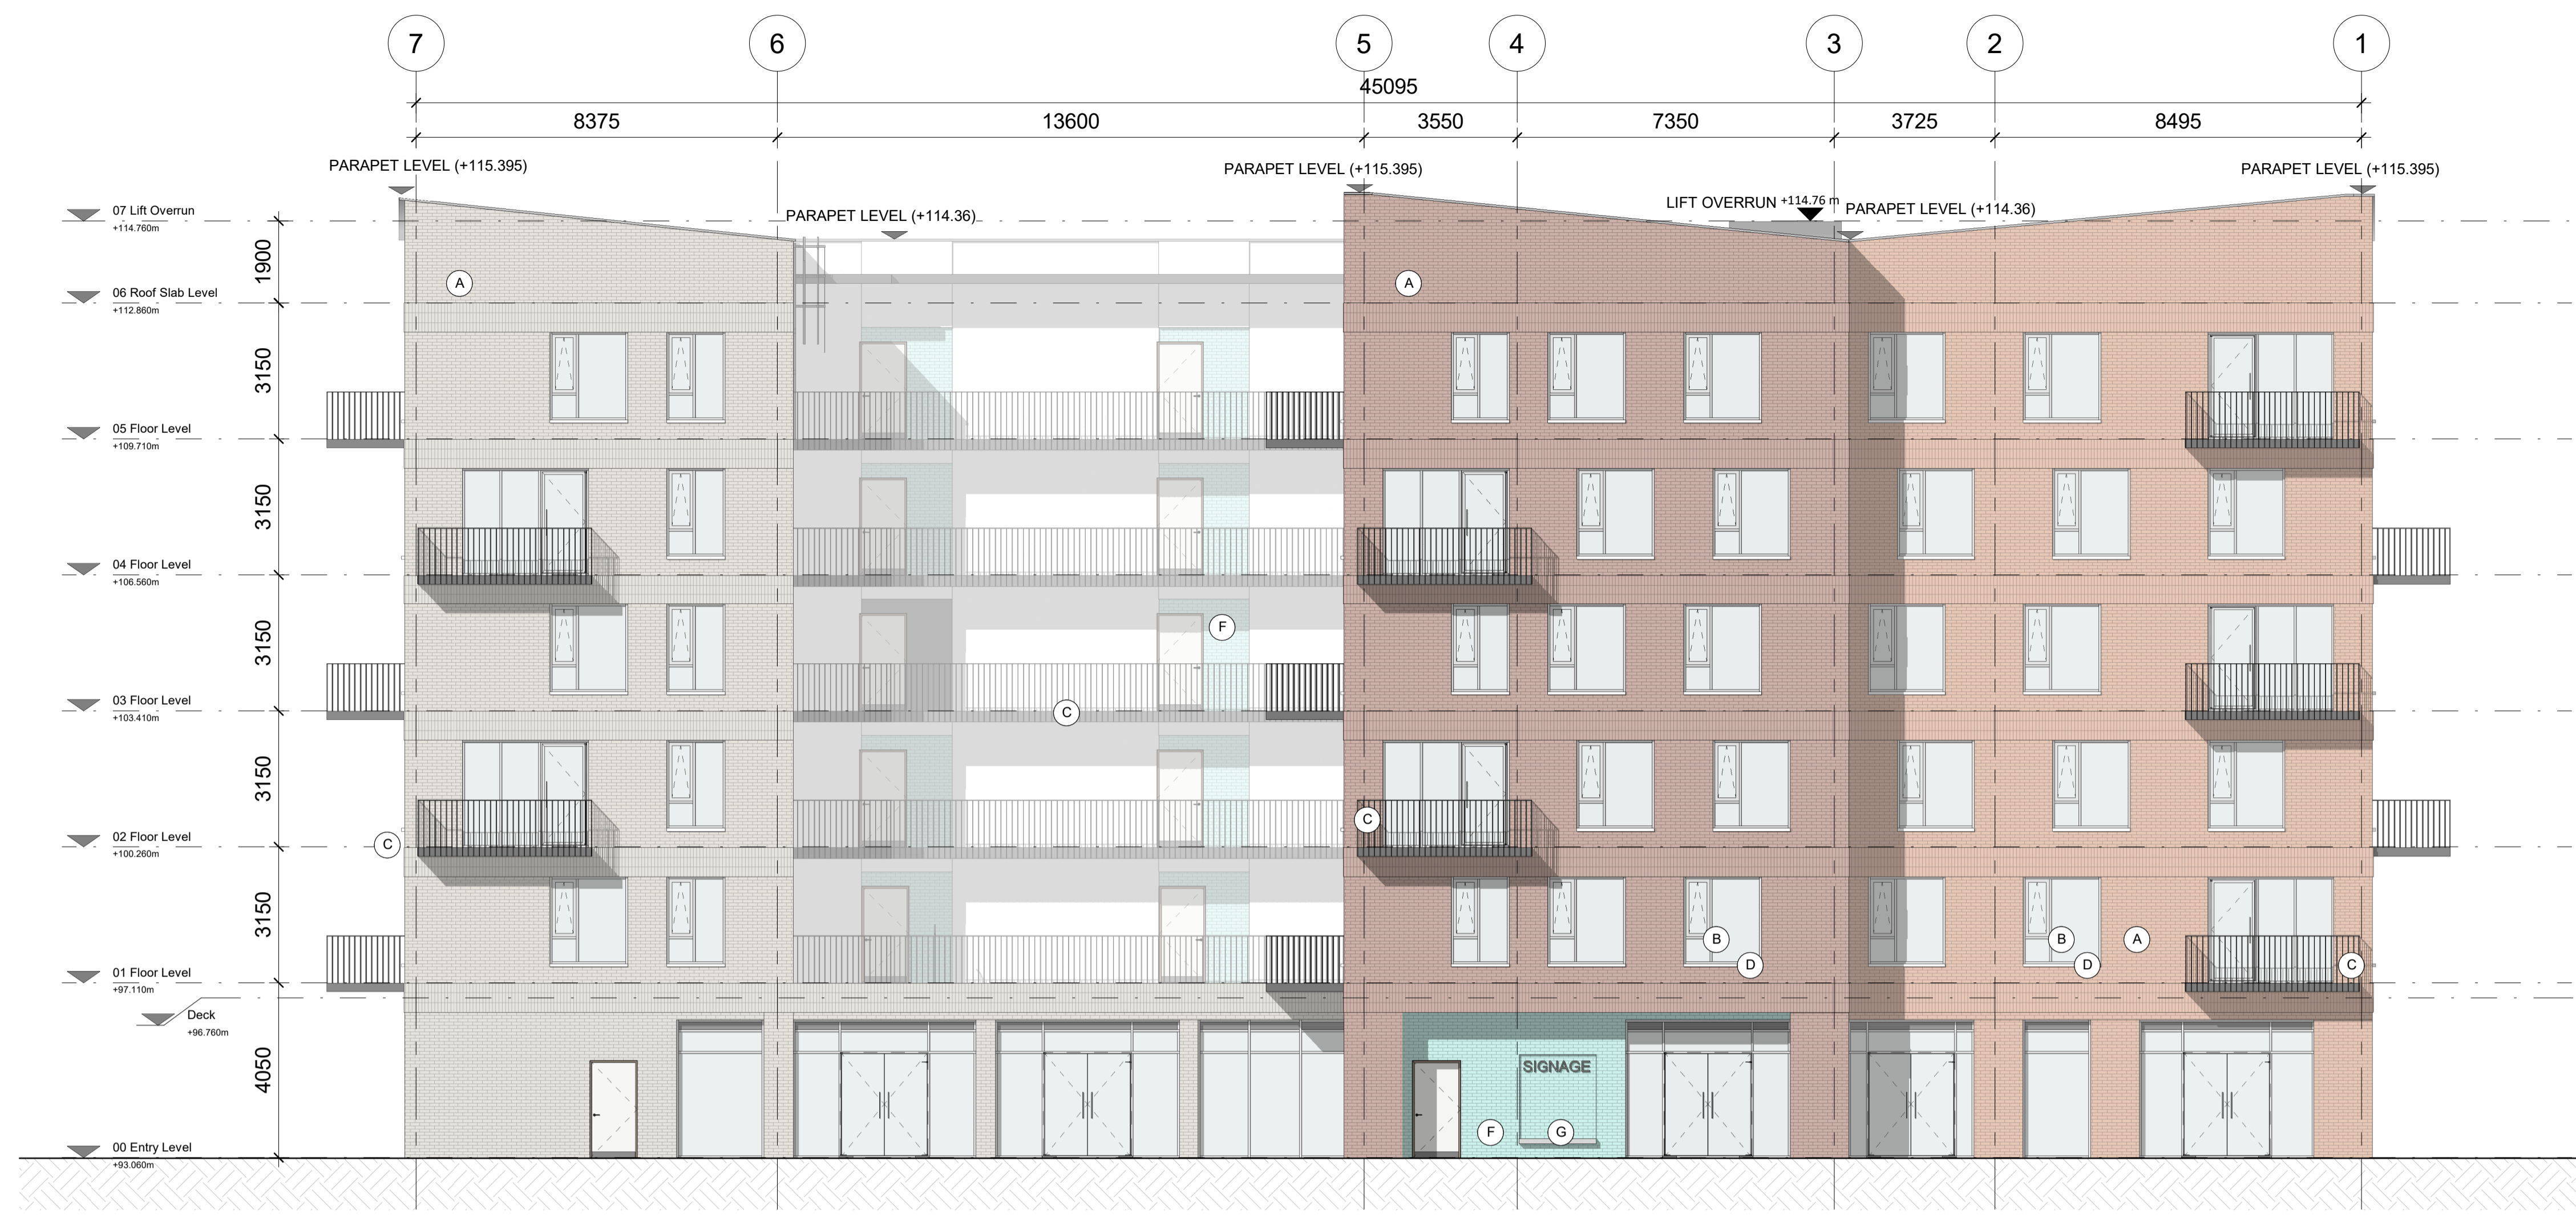 7 6 5 4 3 2 1
45095
8375 13600 3550 7350 3725 8495
PARAPET LEVEL (+115.395)
PARAPET LEVEL (+115.395)
PARAPET LEVEL (+115.395)
LIFT OVERRUN +114.76 m
PARAPET LEVEL (+114.36)
PARAPET LEVEL (+114.36)
07 Lift Overrun
+114.760m
1900
A
A
06 Roof Slab Level
+112.860m
3150
05 Floor Level
+109.710m
3150
04 Floor Level
+106.560m
3150
F
03 Floor Level
+103.410m
C
3150
C
02 Floor Level
+100.260m
C
3150
B
B
A
D
D
C
01 Floor Level
+97.110m
Deck
+96.760m
4050
SIGNAGE
F
G
00 Entry Level
+93.060m